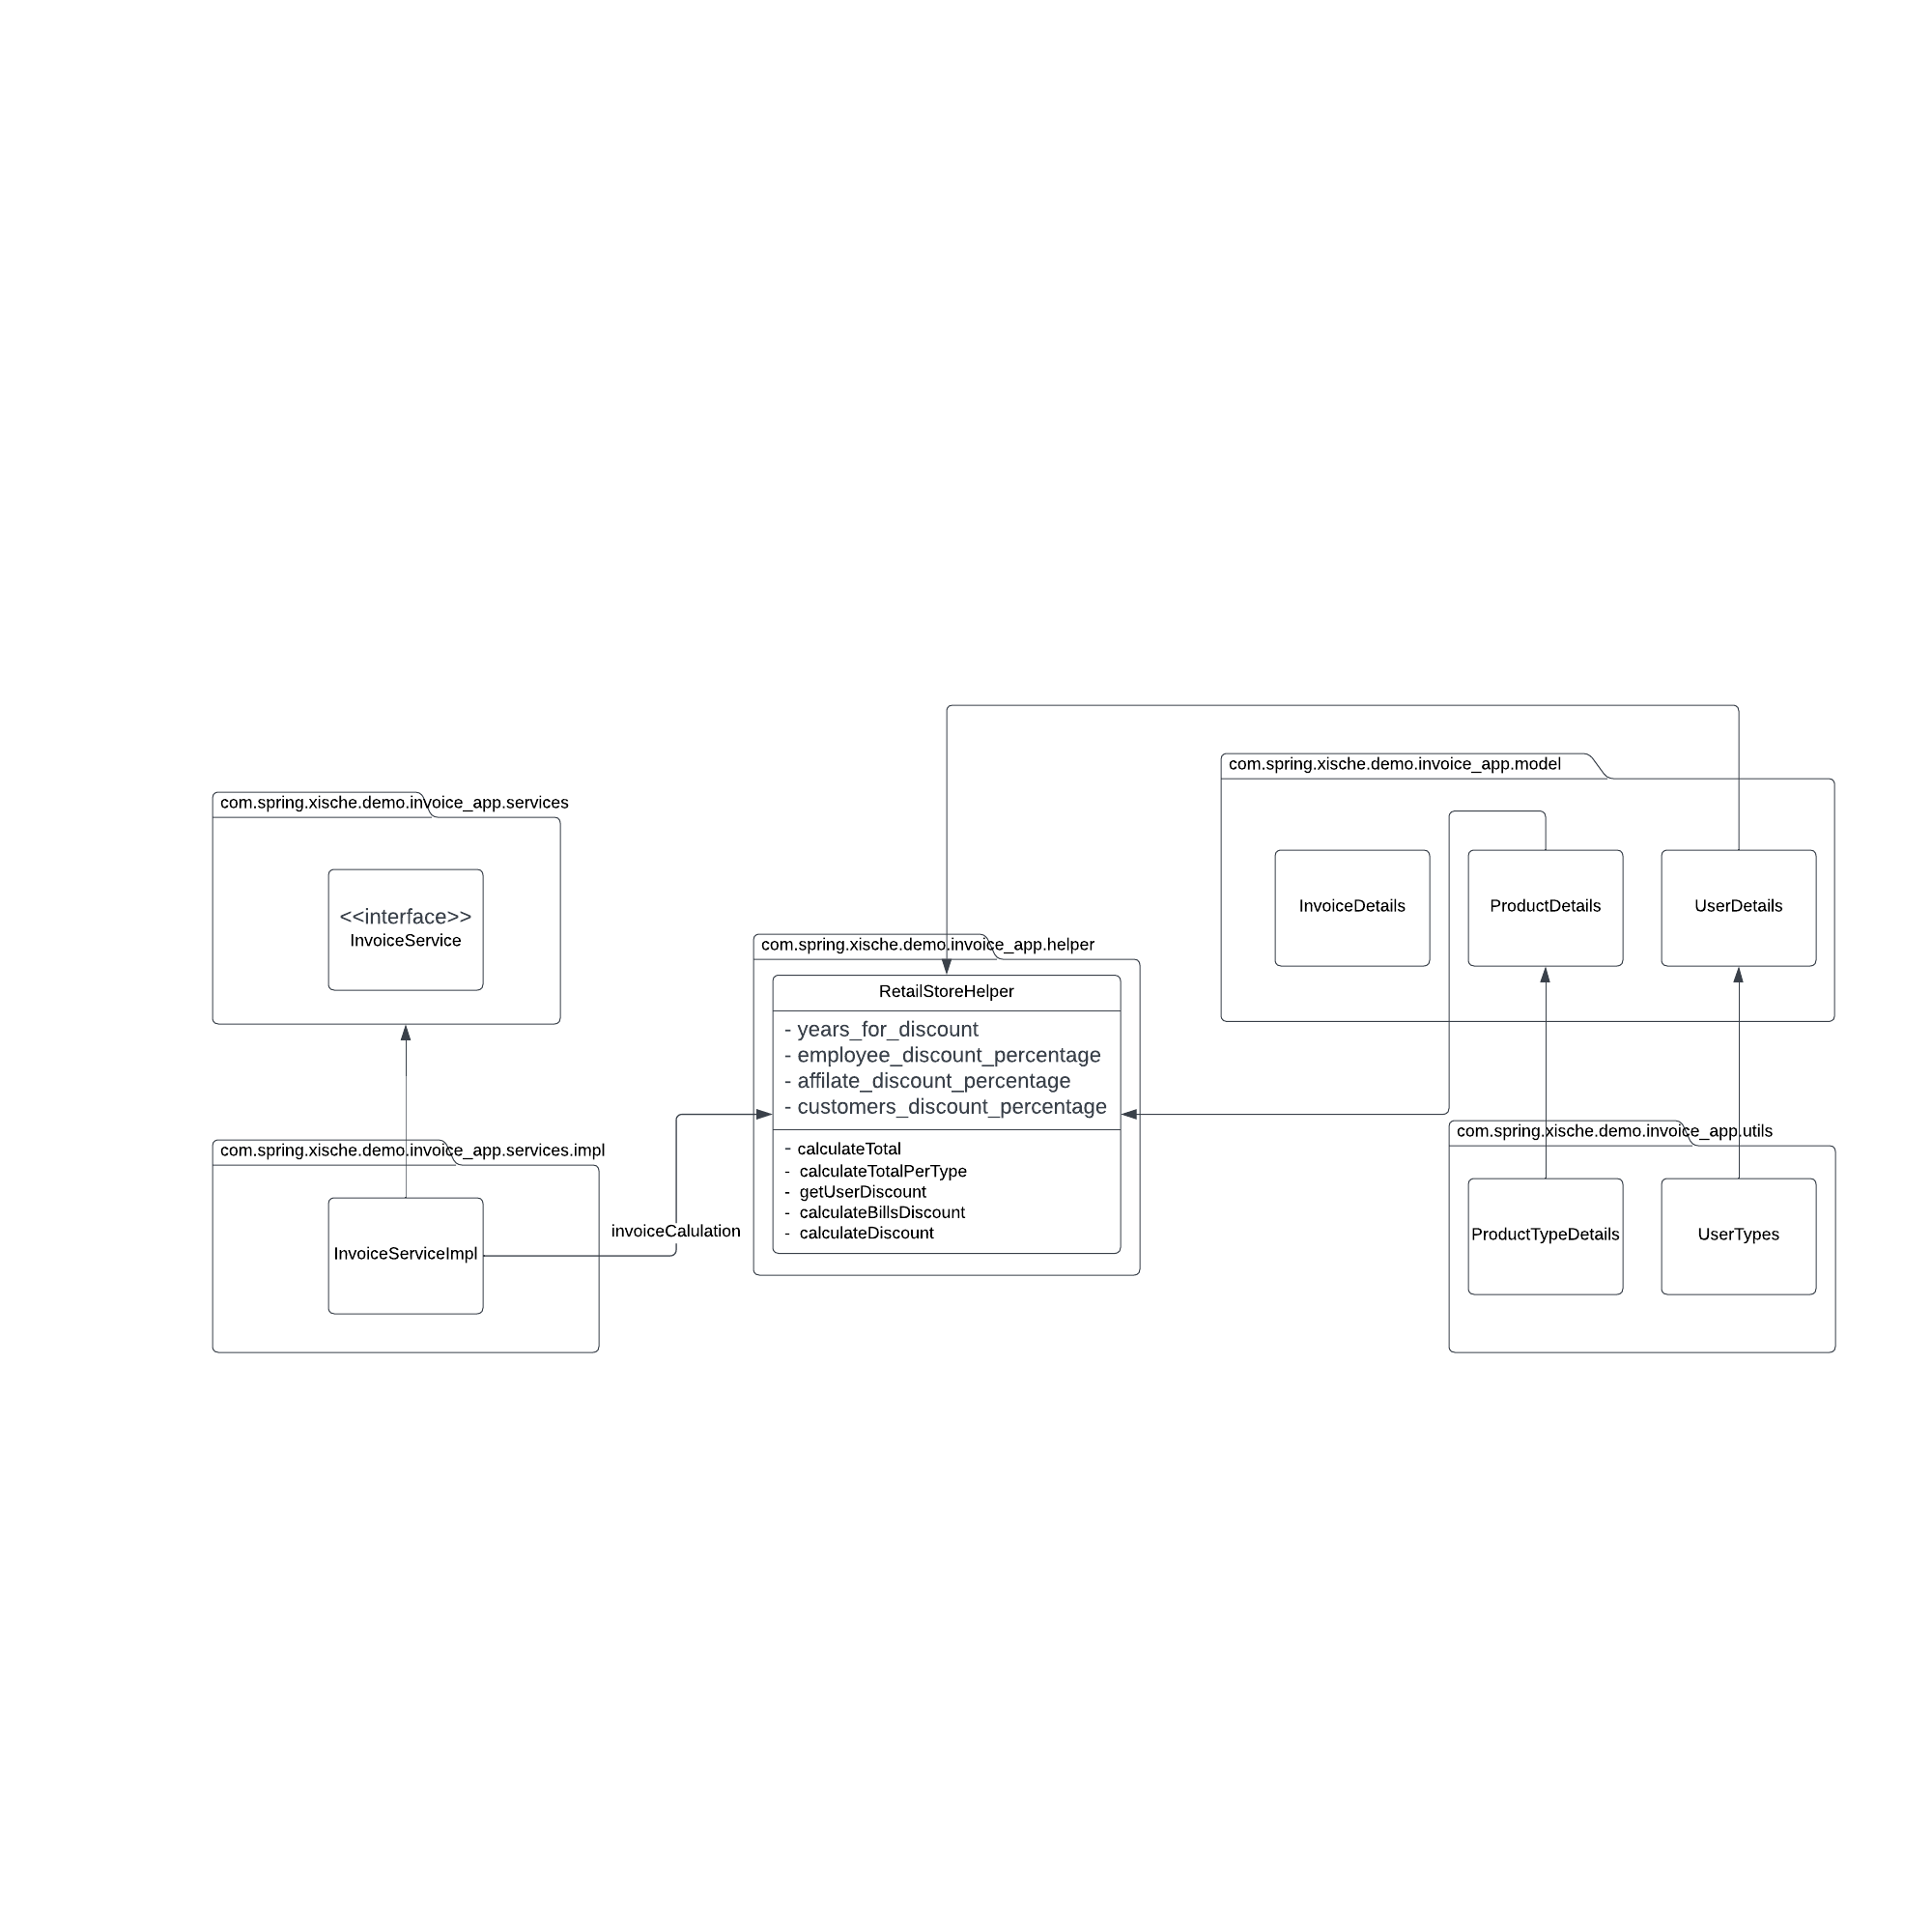 com.spring.xische.demo.invoice_app.services
<<interface>>
InvoiceService
com.spring.xische.demo.invoice_app.services.impl
InvoiceServiceImpl
invoiceCalulation
com.spring.xische.demo.invoice_app.helper
RetailStoreHelper
- years_for_discount
- employee_discount_percentage
- affilate_discount_percentage
- customers_discount_percentage
- calculateTotal
- calculateTotalPerType
- getUserDiscount
- calculateBillsDiscount
- calculateDiscount
com.spring.xische.demo.invoice_app.model
InvoiceDetails
ProductDetails
UserDetails
com.spring.xische.demo.invoice_app.utils
ProductTypeDetails
UserTypes